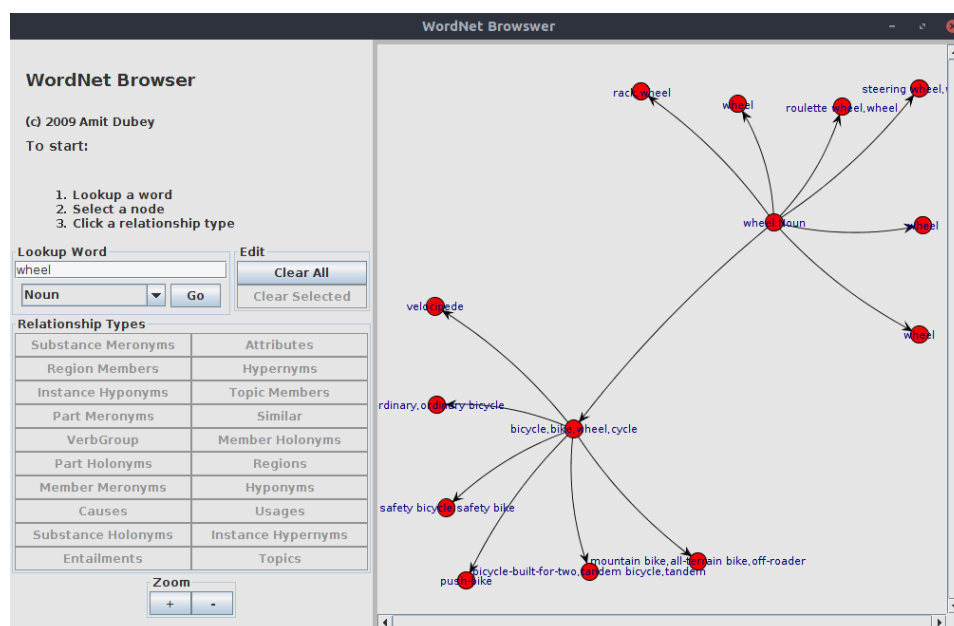 WordNet Browswer
WordNet Browser
(c) 2009 Amit Dubey
To start:
1. Lookup a word
2. Select a node
3. Click a relationship type
Lookup Word
wheel
Noun
Go
Edit
Clear All
Clear Selected
Relationship Types
Substance Meronyms Attributes
Region Members Hypernyms
Instance Hyponyms Topic Members
Part Meronyms Similar
VerbGroup Member Holonyms
Part Holonyms Regions
Member Meronyms Hyponyms
Causes Usages
Substance Holonyms Instance Hypernyms
Entailments Topics
Zoom
+ -
rack,wheel
wheel
roulette wheel,wheel
steering wheel,
wheel,Noun
wheel
wheel
velocipede
rdinary,ordinary bicycle
bicycle,bike,wheel,cycle
safety bicycle,safety bike
mountain bike,all-terrain bike,off-roader
bicycle-built-for-two,tandem bicycle,tandem
push-bike